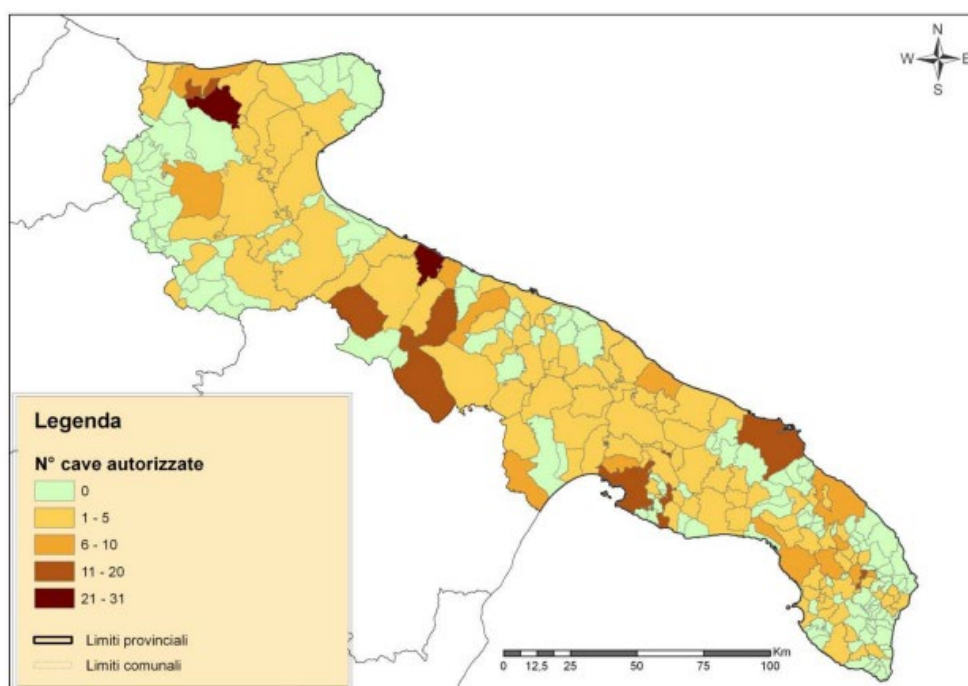 N
W E
S
Legenda
N° cave autorizzate
0
1 - 5
6 - 10
11 - 20
21 - 31
Limiti provinciali
Limiti comunali
Km
0 12,5 25 50 75 100